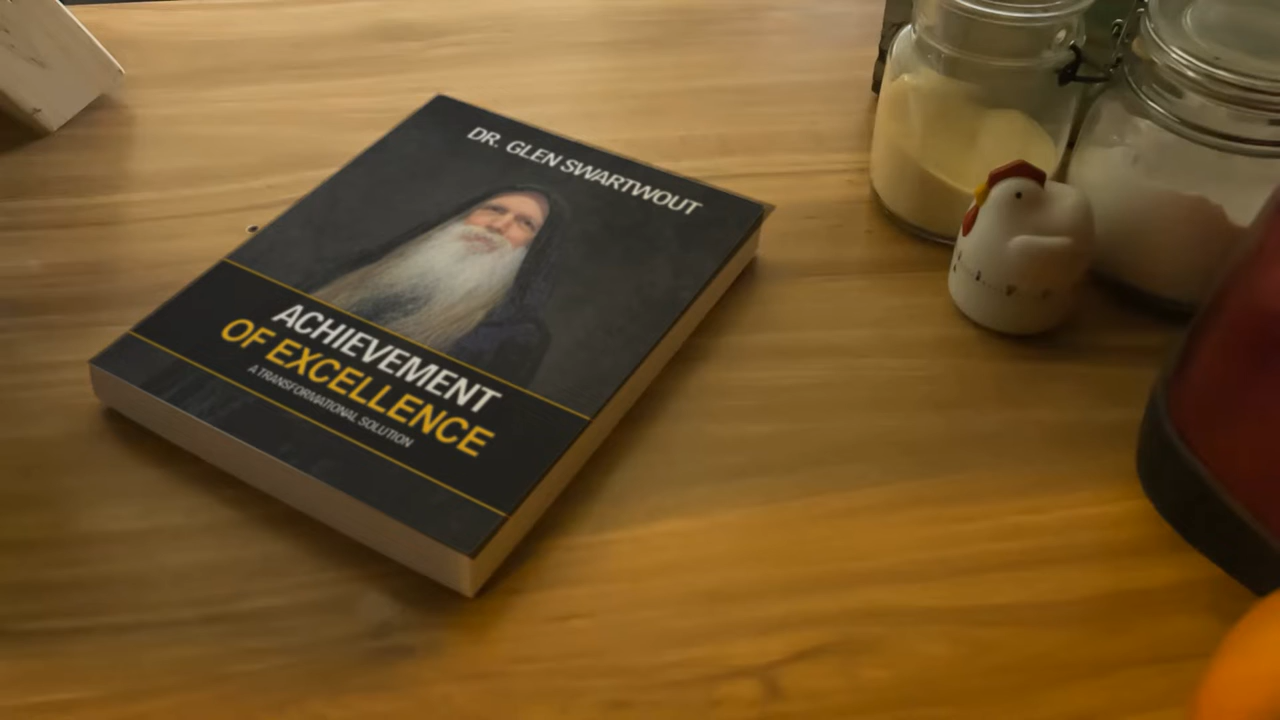 DR. GLEN SWARTWOUT
ACHIEVEMENT
OF EXCELLENCE
A TRANSFORMATIONAL SOLUTION